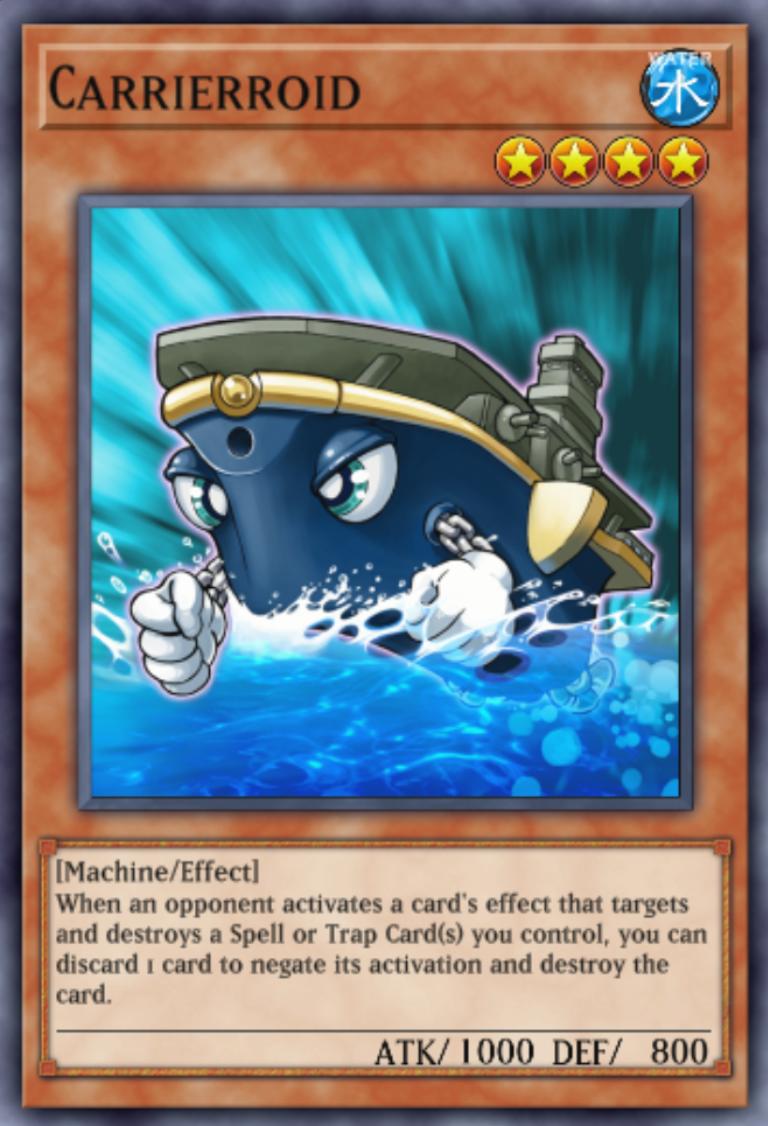 CARRIERROID
WATER
水
[Machine/Effect]
When an opponent activates a card's effect that targets
and destroys a Spell or Trap Card(s) you control, you can
discard 1 card to negate its activation and destroy the
card.
ATK/ 1000 DEF/ 800